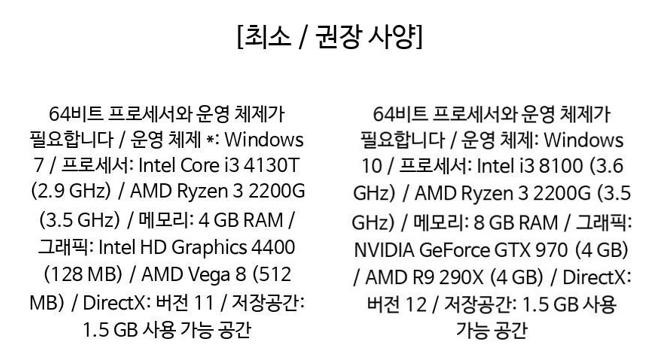 [최소 / 권장 사양]
64비트 프로세서와 운영 체제가
필요합니다 / 운영 체제 *: Windows
7 / 프로세서: Intel Core i3 4130T
(2.9 GHz) / AMD Ryzen 3 2200G
(3.5 GHz) / 메모리: 4 GB RAM /
그래픽: Intel HD Graphics 4400
(128 MB) / AMD Vega 8 (512
MB) / DirectX: 버전 11 / 저장공간:
1.5 GB 사용 가능 공간
64비트 프로세서와 운영 체제가
필요합니다 / 운영 체제: Windows
10 / 프로세서: Intel i3 8100 (3.6
GHz) / AMD Ryzen 3 2200G (3.5
GHz) / 메모리: 8 GB RAM / 그래픽:
NVIDIA GeForce GTX 970 (4 GB)
/ AMD R9 290X (4 GB) / DirectX:
버전 12 / 저장공간: 1.5 GB 사용
가능 공간